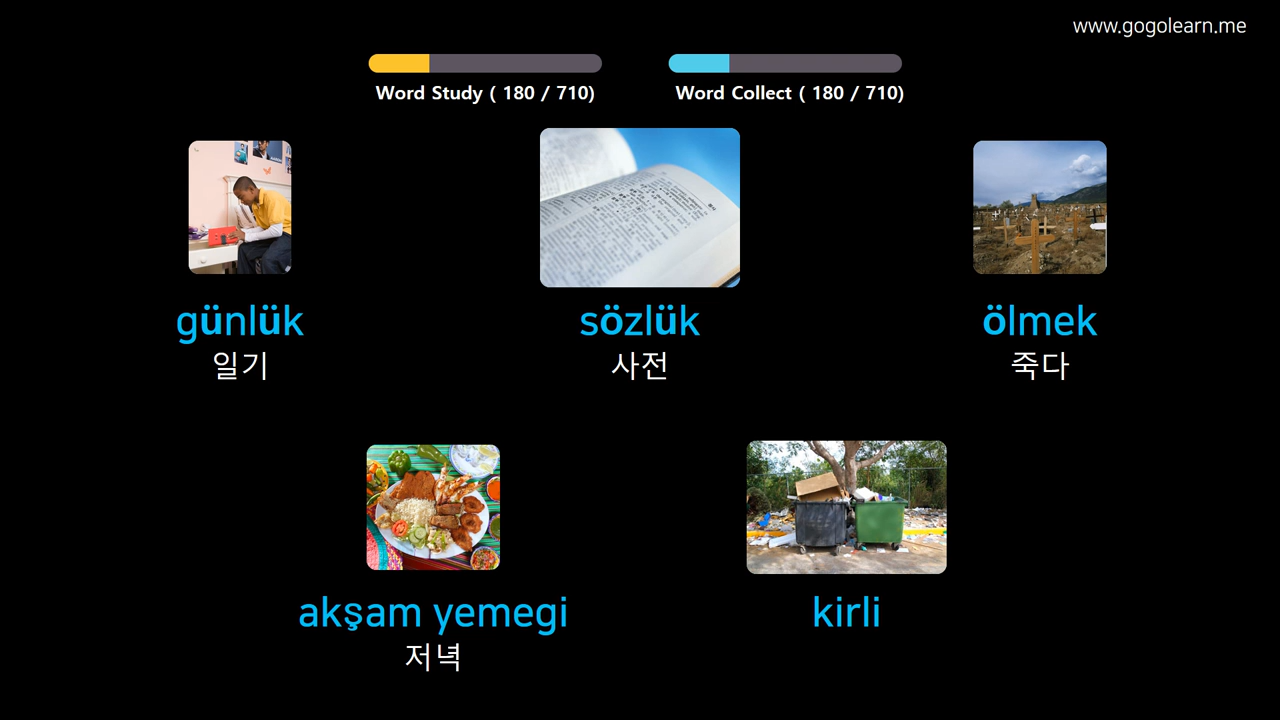 www.gogolearn.me
Word Study ( 180 / 710)
Word Collect ( 180 / 710)
günlük
일기
sözlük
사전
ölmek
죽다
akşam yemegi
저녁
kirli